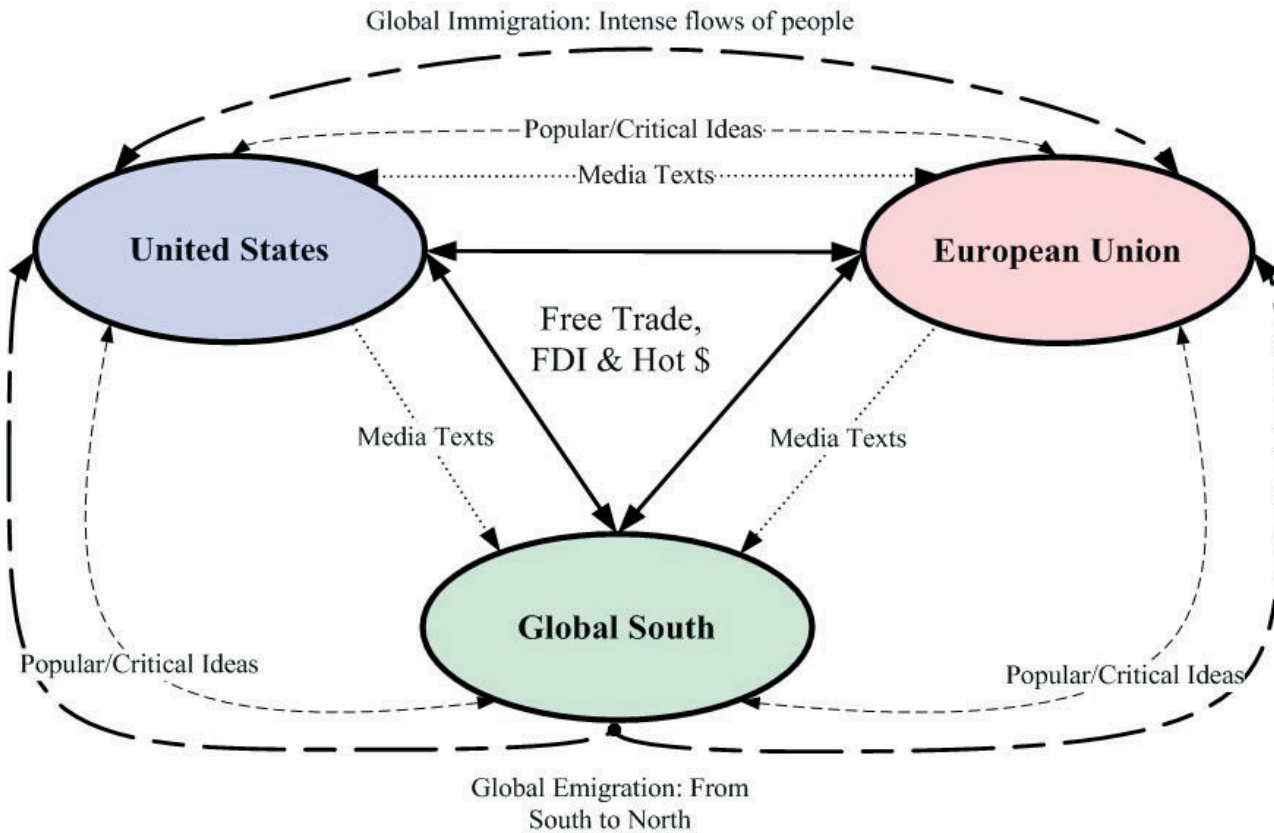 Global Immigration: Intense flows of people
Popular/Critical Ideas
Media Texts
United States
European Union
Free Trade,
FDI & Hot $
Media Texts
Media Texts
Global South
Popular/Critical Ideas
Popular/Critical Ideas
Global Emigration: From
South to North